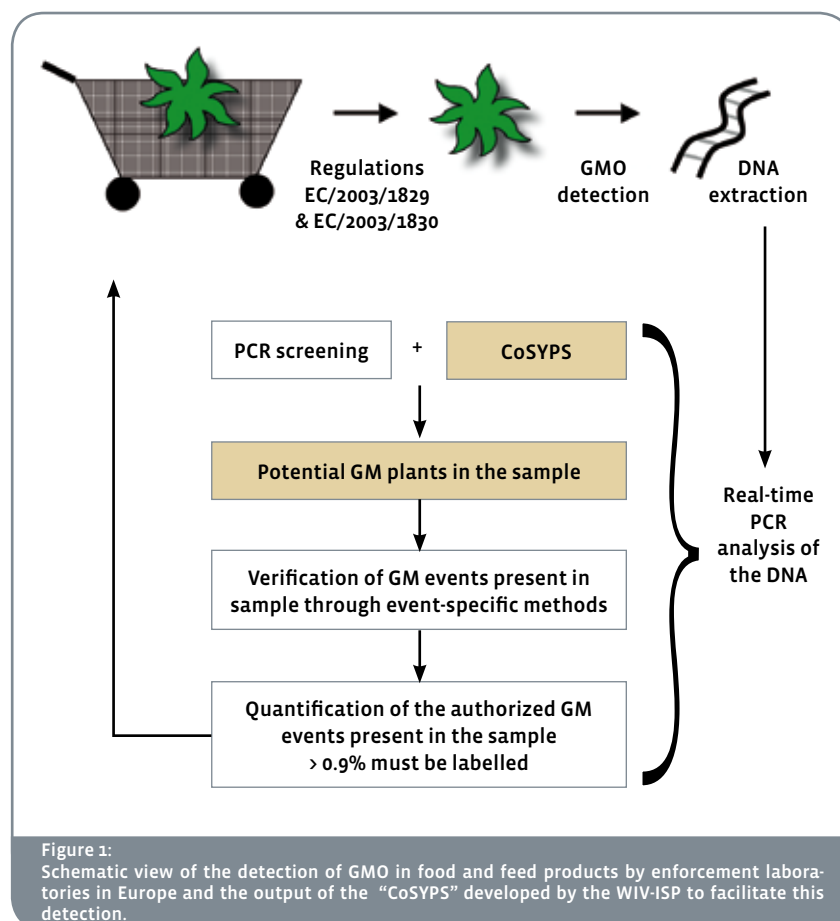 Regulations
EC/2003/1829
& EC/2003/1830
GMO
detection
DNA
extraction
PCR screening
+
CoSYPS
Potential GM plants in the sample
Verification of GM events present in
sample through event-specific methods
Quantification of the authorized GM
events present in the sample
> 0.9% must be labelled
Real-time
PCR
analysis of
the DNA
Figure 1:
Schematic view of the detection of GMO in food and feed products by enforcement labora-
tories in Europe and the output of the “CoSYPS” developed by the WIV-ISP to facilitate this
detection.